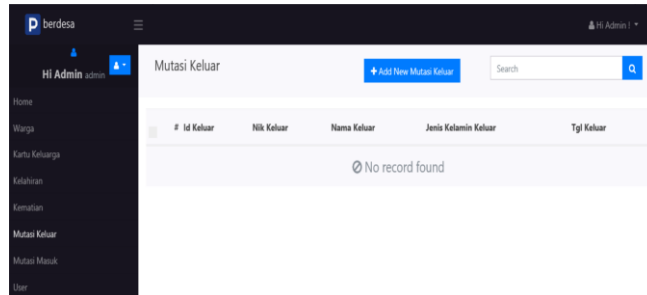 berdesa
Hi Admin !
Hi Admin admin
Home
Warga
Kartu Keluarga
Kelahiran
Kematian
Mutasi Keluar
Mutasi Masuk
User
Mutasi Keluar
+ Add New Mutasi Keluar
Search
# Id Keluar Nik Keluar Nama Keluar Jenis Kelamin Keluar Tgl Keluar
No record found